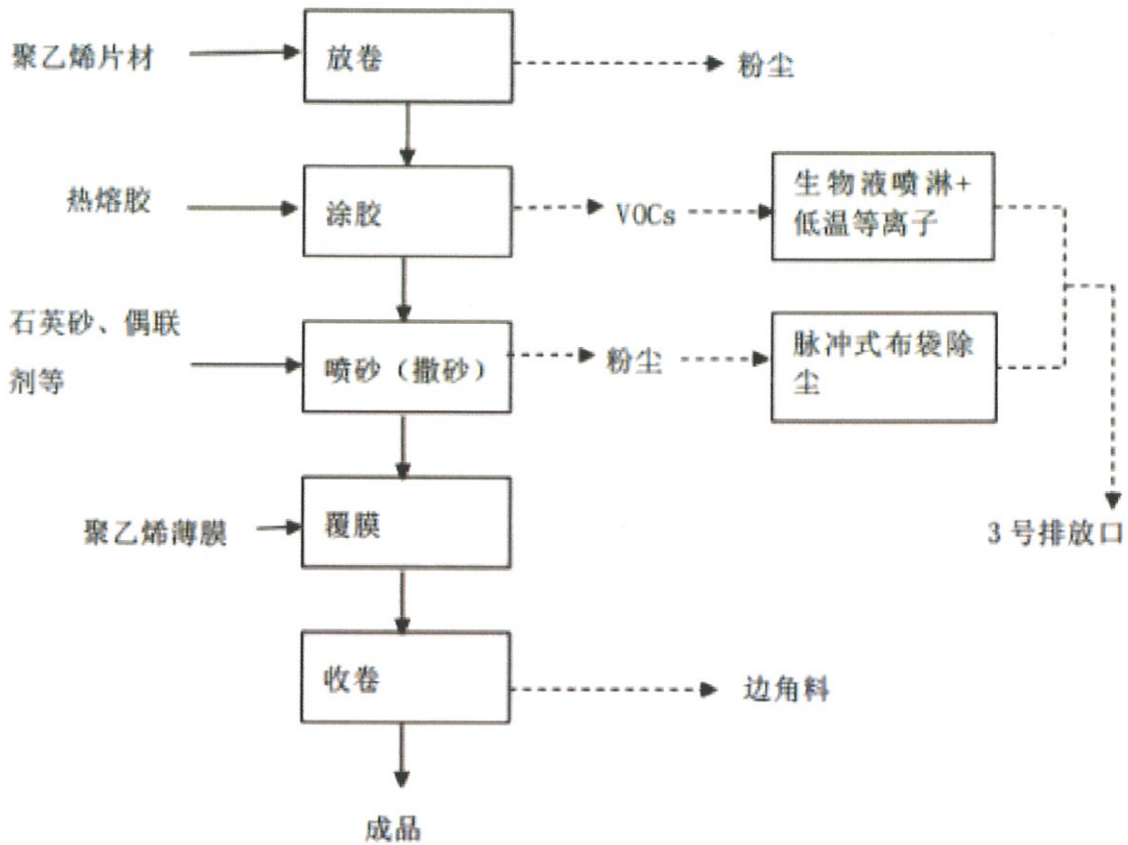 聚乙烯片材
放卷
粉尘
热熔胶
涂胶
VOCs
生物液喷淋+
低温等离子
石英砂、偶联
剂等
喷砂（撒砂）
粉尘
脉冲式布袋除
尘
聚乙烯薄膜
覆膜
3号排放口
收卷
边角料
成品